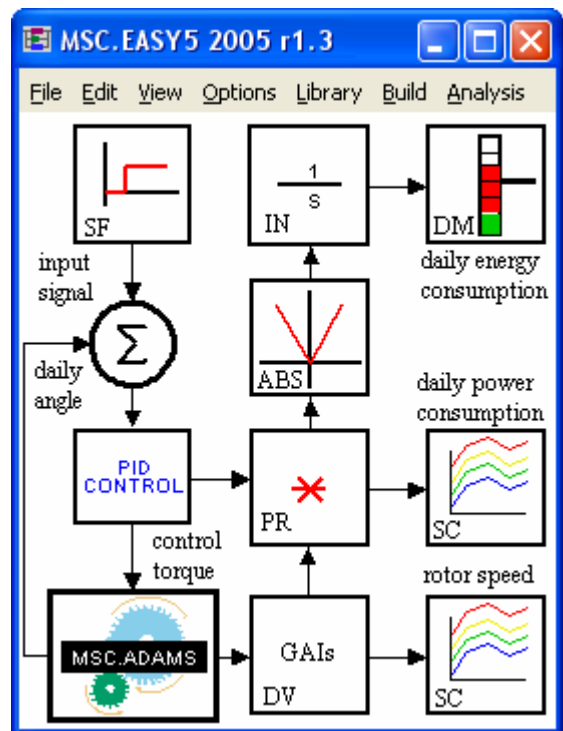 MSC.EASY5 2005 r1.3
File Edit View Options Library Build Analysis
SF
input
signal
Σ
daily
angle
PID
CONTROL
control
torque
MSC.ADAMS
1
S
IN
ABS
PR
GAIs
DV
DM
daily energy
consumption
daily power
consumption
SC
rotor speed
SC